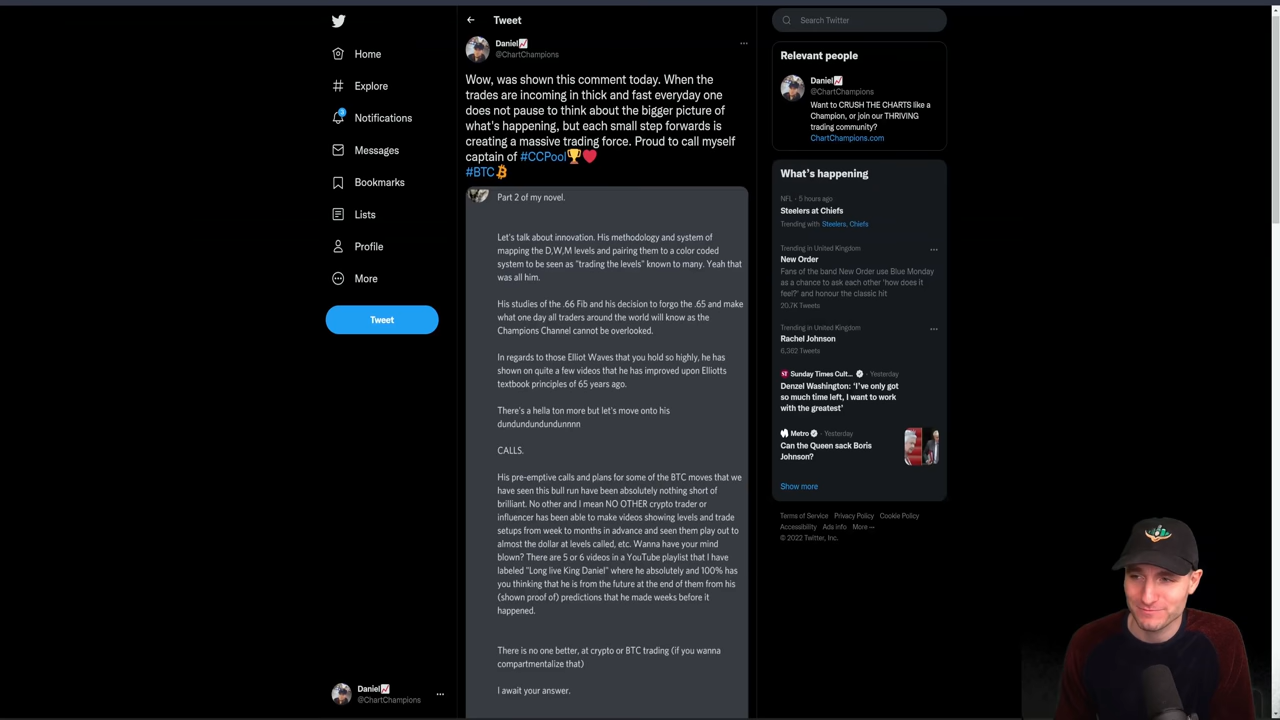 Home
Explore
3
Notifications
Messages
Bookmarks
Lists
Profile
More
Tweet
Daniel
@ChartChampions
Tweet
Daniel
@ChartChampions
Wow, was shown this comment today. When the
trades are incoming in thick and fast everyday one
does not pause to think about the bigger picture of
what's happening, but each small step forwards is
creating a massive trading force. Proud to call myself
captain of #CCPool🏆❤️
#BTC
Part 2 of my novel.
Let's talk about innovation. His methodology and system of
mapping the D,W,M levels and pairing them to a color coded
system to be seen as "trading the levels" known to many. Yeah that
was all him.
His studies of the .66 Fib and his decision to forgo the .65 and make
what one day all traders around the world will know as the
Champions Channel cannot be overlooked.
In regards to those Elliot Waves that you hold so highly, he has
shown on quite a few videos that he has improved upon Elliotts
textbook principles of 65 years ago.
There's a hella ton more but let's move onto his
dundundundundunnnn
CALLS.
His pre-emptive calls and plans for some of the BTC moves that we
have seen this bull run have been absolutely nothing short of
brilliant. No other and I mean NO OTHER crypto trader or
influencer has been able to make videos showing levels and trade
setups from week to months in advance and seen them play out to
almost the dollar at levels called, etc. Wanna have your mind
blown? There are 5 or 6 videos in a YouTube playlist that I have
labeled "Long live King Daniel" where he absolutely and 100% has
you thinking that he is from the future at the end of them from his
(shown proof of) predictions that he made weeks before it
happened.
There is no one better, at crypto or BTC trading (if you wanna
compartmentalize that)
I await your answer.
Search Twitter
Relevant people
Daniel
@ChartChampions
Want to CRUSH THE CHARTS like a
Champion, or join our THRIVING
trading community?
ChartChampions.com
What's happening
NFL · 5 hours ago
Steelers at Chiefs
Trending with Steelers, Chiefs
Trending in United Kingdom
New Order
Fans of the band New Order use Blue Monday
as a chance to ask each other 'how does it
feel?' and honour the classic hit
20.7K Tweets
Trending in United Kingdom
Rachel Johnson
6,302 Tweets
Sunday Times Cult... · Yesterday
Denzel Washington: 'I've only got
so much time left, I want to work
with the greatest'
Metro · Yesterday
Can the Queen sack Boris
Johnson?
Show more
Terms of Service Privacy Policy Cookie Policy
Accessibility Ads info More ···
© 2022 Twitter, Inc.